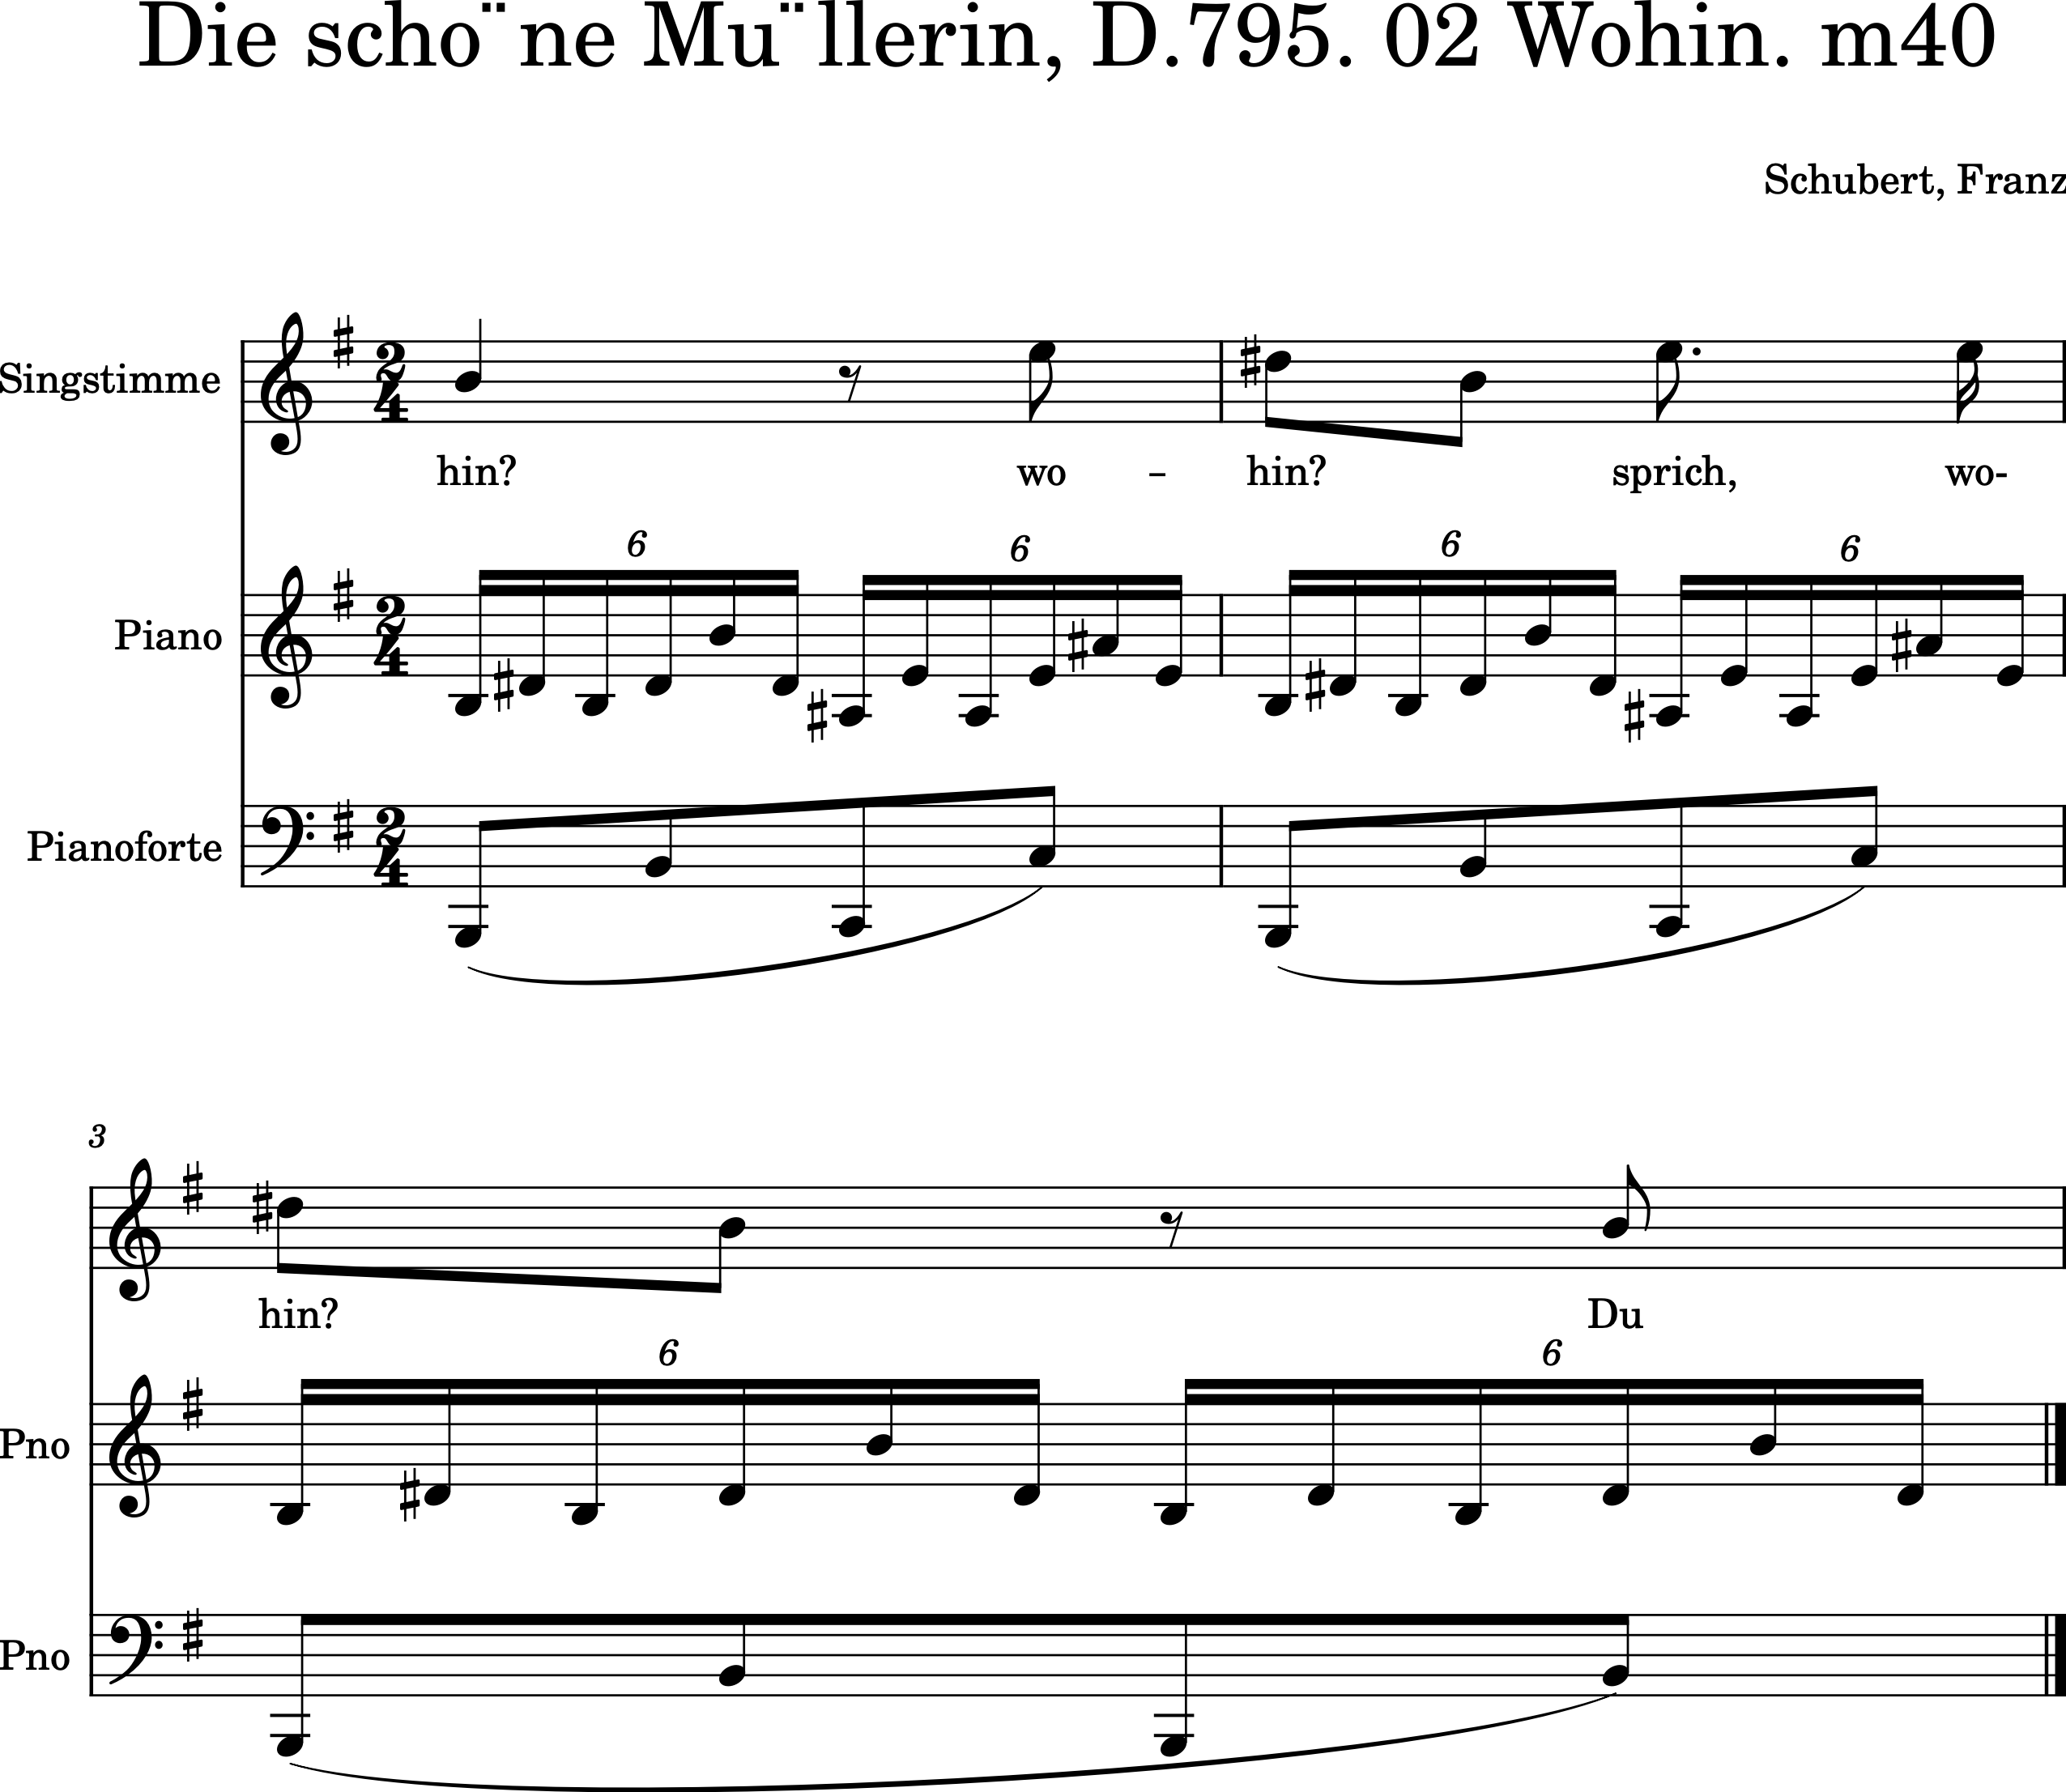 Die scho¨ne Mu¨llerin, D.795. 02 Wohin. m40
Schubert, Franz
Singstimme
hin? wo - hin? sprich, wo-
6 6 6 6
Piano
Pianoforte
3
hin? Du
6 6
Pno
Pno